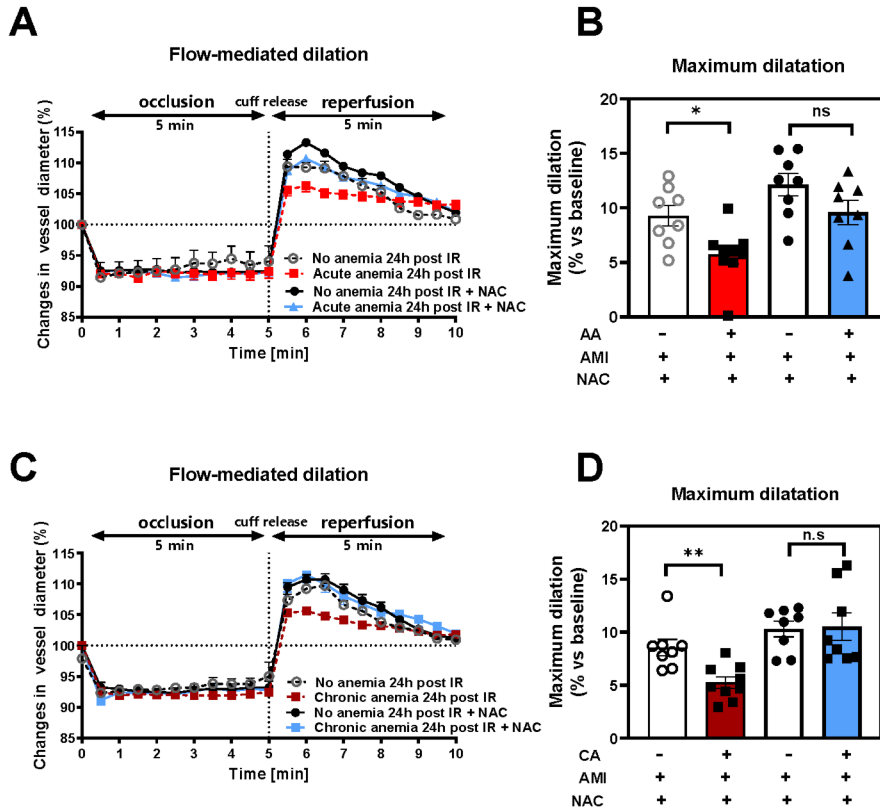 A
Flow-mediated dilation
occlusion cuff release reperfusion
5 min 5 min
Changes in vessel diameter (%)
115
110
105
100
95
90
85
No anemia 24h post IR
Acute anemia 24h post IR
No anemia 24h post IR + NAC
Acute anemia 24h post IR + NAC
0 1 2 3 4 5 6 7 8 9 10
Time [min]
B
Maximum dilatation
Maximum dilation
(% vs baseline)
20
15
10
5
0
* ns
AA - + - +
AMI + + + +
NAC + + + +
C
Flow-mediated dilation
occlusion cuff release reperfusion
5 min 5 min
Changes in vessel diameter (%)
115
110
105
100
95
90
85
No anemia 24h post IR
Chronic anemia 24h post IR
No anemia 24h post IR + NAC
Chronic anemia 24h post IR + NAC
0 1 2 3 4 5 6 7 8 9 10
Time [min]
D
Maximum dilatation
Maximum dilation
(% vs baseline)
20
15
10
5
0
** n.s
CA - + - +
AMI + + + +
NAC + + + +